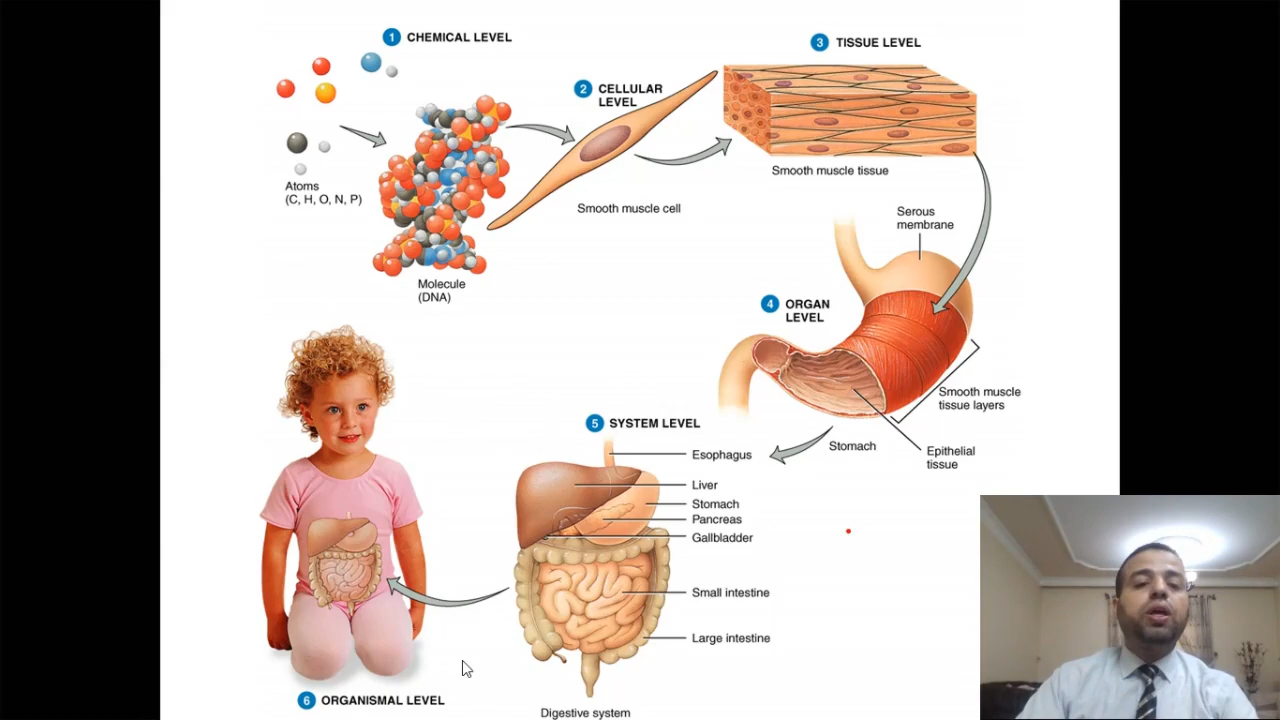 1 CHEMICAL LEVEL
Atoms
(C, H, O, N, P)
Molecule
(DNA)
2 CELLULAR
LEVEL
Smooth muscle cell
3 TISSUE LEVEL
Smooth muscle tissue
4 ORGAN
LEVEL
Serous
membrane
Smooth muscle
tissue layers
Stomach
Epithelial
tissue
5 SYSTEM LEVEL
Esophagus
Liver
Stomach
Pancreas
Gallbladder
Small intestine
Large intestine
Digestive system
6 ORGANISMAL LEVEL